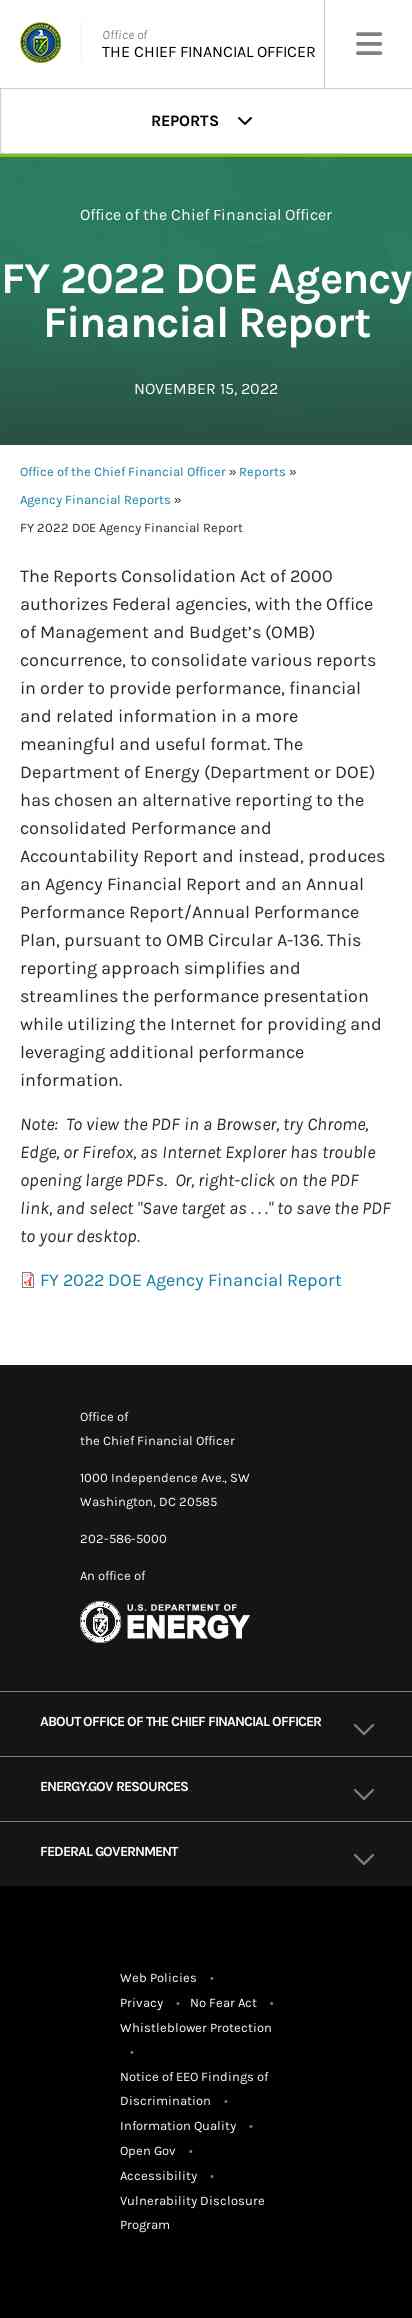 Office of
THE CHIEF FINANCIAL OFFICER
REPORTS
Office of the Chief Financial Officer
FY 2022 DOE Agency
Financial Report
NOVEMBER 15, 2022
Office of the Chief Financial Officer » Reports »
Agency Financial Reports »
FY 2022 DOE Agency Financial Report
The Reports Consolidation Act of 2000
authorizes Federal agencies, with the Office
of Management and Budget’s (OMB)
concurrence, to consolidate various reports
in order to provide performance, financial
and related information in a more
meaningful and useful format. The
Department of Energy (Department or DOE)
has chosen an alternative reporting to the
consolidated Performance and
Accountability Report and instead, produces
an Agency Financial Report and an Annual
Performance Report/Annual Performance
Plan, pursuant to OMB Circular A-136. This
reporting approach simplifies and
streamlines the performance presentation
while utilizing the Internet for providing and
leveraging additional performance
information.
Note:  To view the PDF in a Browser, try Chrome,
Edge, or Firefox, as Internet Explorer has trouble
opening large PDFs.  Or, right-click on the PDF
link, and select "Save target as . . ." to save the PDF
to your desktop.
FY 2022 DOE Agency Financial Report
Office of
the Chief Financial Officer
1000 Independence Ave., SW
Washington, DC 20585
202-586-5000
An office of
U.S. DEPARTMENT OF
ENERGY
ABOUT OFFICE OF THE CHIEF FINANCIAL OFFICER
ENERGY.GOV RESOURCES
FEDERAL GOVERNMENT
Web Policies •
Privacy • No Fear Act •
Whistleblower Protection
•
Notice of EEO Findings of
Discrimination •
Information Quality •
Open Gov •
Accessibility •
Vulnerability Disclosure
Program